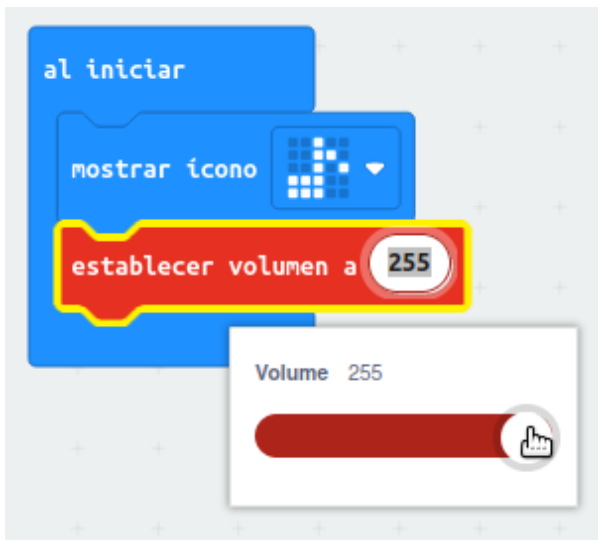 al iniciar
mostrar ícono
establecer volumen a 255
Volume 255